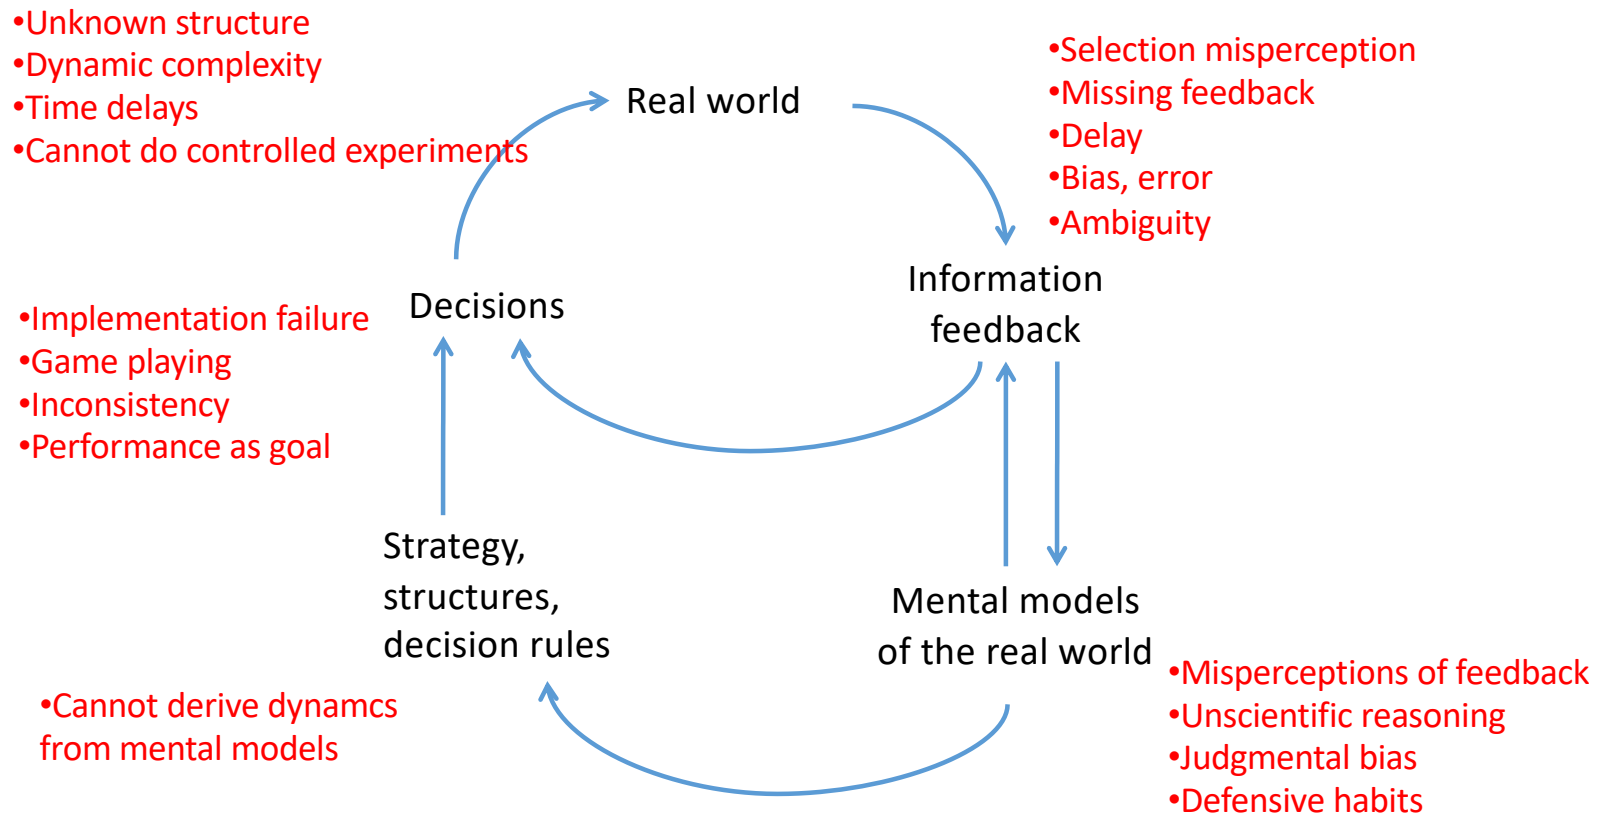 •Unknown structure
•Dynamic complexity
•Time delays
•Cannot do controlled experiments
Real world
•Selection misperception
•Missing feedback
•Delay
•Bias, error
•Ambiguity
Information
feedback
Decisions
•Implementation failure
•Game playing
•Inconsistency
•Performance as goal
Strategy,
structures,
decision rules
Mental models
of the real world
•Cannot derive dynamcs
from mental models
•Misperceptions of feedback
•Unscientific reasoning
•Judgmental bias
•Defensive habits